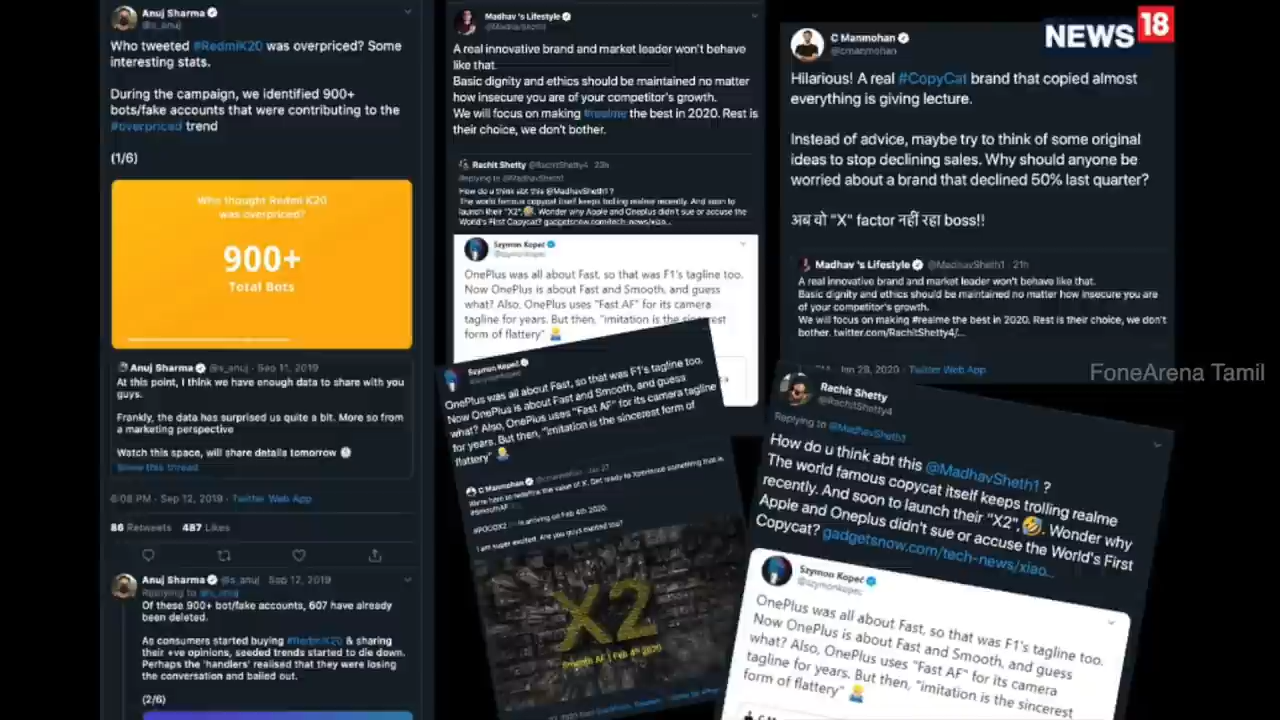 Anuj Sharma
@s_anuj
Who tweeted #RedmiK20 was overpriced? Some
interesting stats.
During the campaign, we identified 900+
bots/fake accounts that were contributing to the
#overpriced trend
(1/6)
Who thought Redmi K20
was overpriced?
900+
Total Bots
Anuj Sharma @s_anuj · Sep 11, 2019
At this point, I think we have enough data to share with you
guys.
Frankly, the data has surprised us quite a bit. More so from
a marketing perspective
Watch this space, will share details tomorrow
Show this thread
6:08 PM · Sep 12, 2019 · Twitter Web App
86 Retweets 487 Likes
Anuj Sharma @s_anuj · Sep 12, 2019
Replying to @s_anuj
Of these 900+ bot/fake accounts, 607 have already
been deleted.
As consumers started buying #RedmiK20 & sharing
their +ve opinions, seeded trends started to die down.
Perhaps the 'handlers' realised that they were losing
the conversation and bailed out.
(2/6)
Madhav 's Lifestyle
@MadhavSheth1
A real innovative brand and market leader won't behave
like that.
Basic dignity and ethics should be maintained no matter
how insecure you are of your competitor's growth.
We will focus on making #realme the best in 2020. Rest is
their choice, we don't bother.
Rachit Shetty @RachitShetty4 · 22h
Replying to @MadhavSheth1
How do u think abt this @MadhavSheth1 ?
The world famous copycat itself keeps trolling realme recently. And soon to
launch their "X2",🤣. Wonder why Apple and Oneplus didn't sue or accuse the
World's First Copycat? gadgetsnow.com/tech-news/xiao...
Szymon Kopeć
@szymonkopec
OnePlus was all about Fast, so that was F1's tagline too.
Now OnePlus is about Fast and Smooth, and guess
what? Also, OnePlus uses "Fast AF" for its camera
tagline for years. But then, "imitation is the sincerest
form of flattery"
Szymon Kopeć
@szymonkopec
OnePlus was all about Fast, so that was F1's tagline too.
Now OnePlus is about Fast and Smooth, and guess
what? Also, OnePlus uses "Fast AF" for its camera tagline
for years. But then, "imitation is the sincerest form of
flattery"
C Manmohan @cmanmohan · Jan 27
We're here to redefine the value of X. Get ready to Xperience something that is
#SmoothAF
#POCOX2 is arriving on Feb 4th 2020.
I am super excited. Are you guys excited too?
X2
Smooth AF | Feb 4th 2020
NEWS 18
C Manmohan
@cmanmohan
Hilarious! A real #CopyCat brand that copied almost
everything is giving lecture.
Instead of advice, maybe try to think of some original
ideas to stop declining sales. Why should anyone be
worried about a brand that declined 50% last quarter?
अब वो "X" factor नहीं रहा boss!!
Madhav 's Lifestyle @MadhavSheth1 · 21h
A real innovative brand and market leader won't behave like that.
Basic dignity and ethics should be maintained no matter how insecure you are
of your competitor's growth.
We will focus on making #realme the best in 2020. Rest is their choice, we don't
bother. twitter.com/RachitShetty4/...
Jan 29, 2020 · Twitter Web App
FoneArena Tamil
Rachit Shetty
@RachitShetty4
Replying to @MadhavSheth1
How do u think abt this @MadhavSheth1 ?
The world famous copycat itself keeps trolling realme
recently. And soon to launch their "X2",🤣. Wonder why
Apple and Oneplus didn't sue or accuse the World's First
Copycat? gadgetsnow.com/tech-news/xiao...
Szymon Kopeć
@szymonkopec
OnePlus was all about Fast, so that was F1's tagline too.
Now OnePlus is about Fast and Smooth, and guess
what? Also, OnePlus uses "Fast AF" for its camera
tagline for years. But then, "imitation is the sincerest
form of flattery"